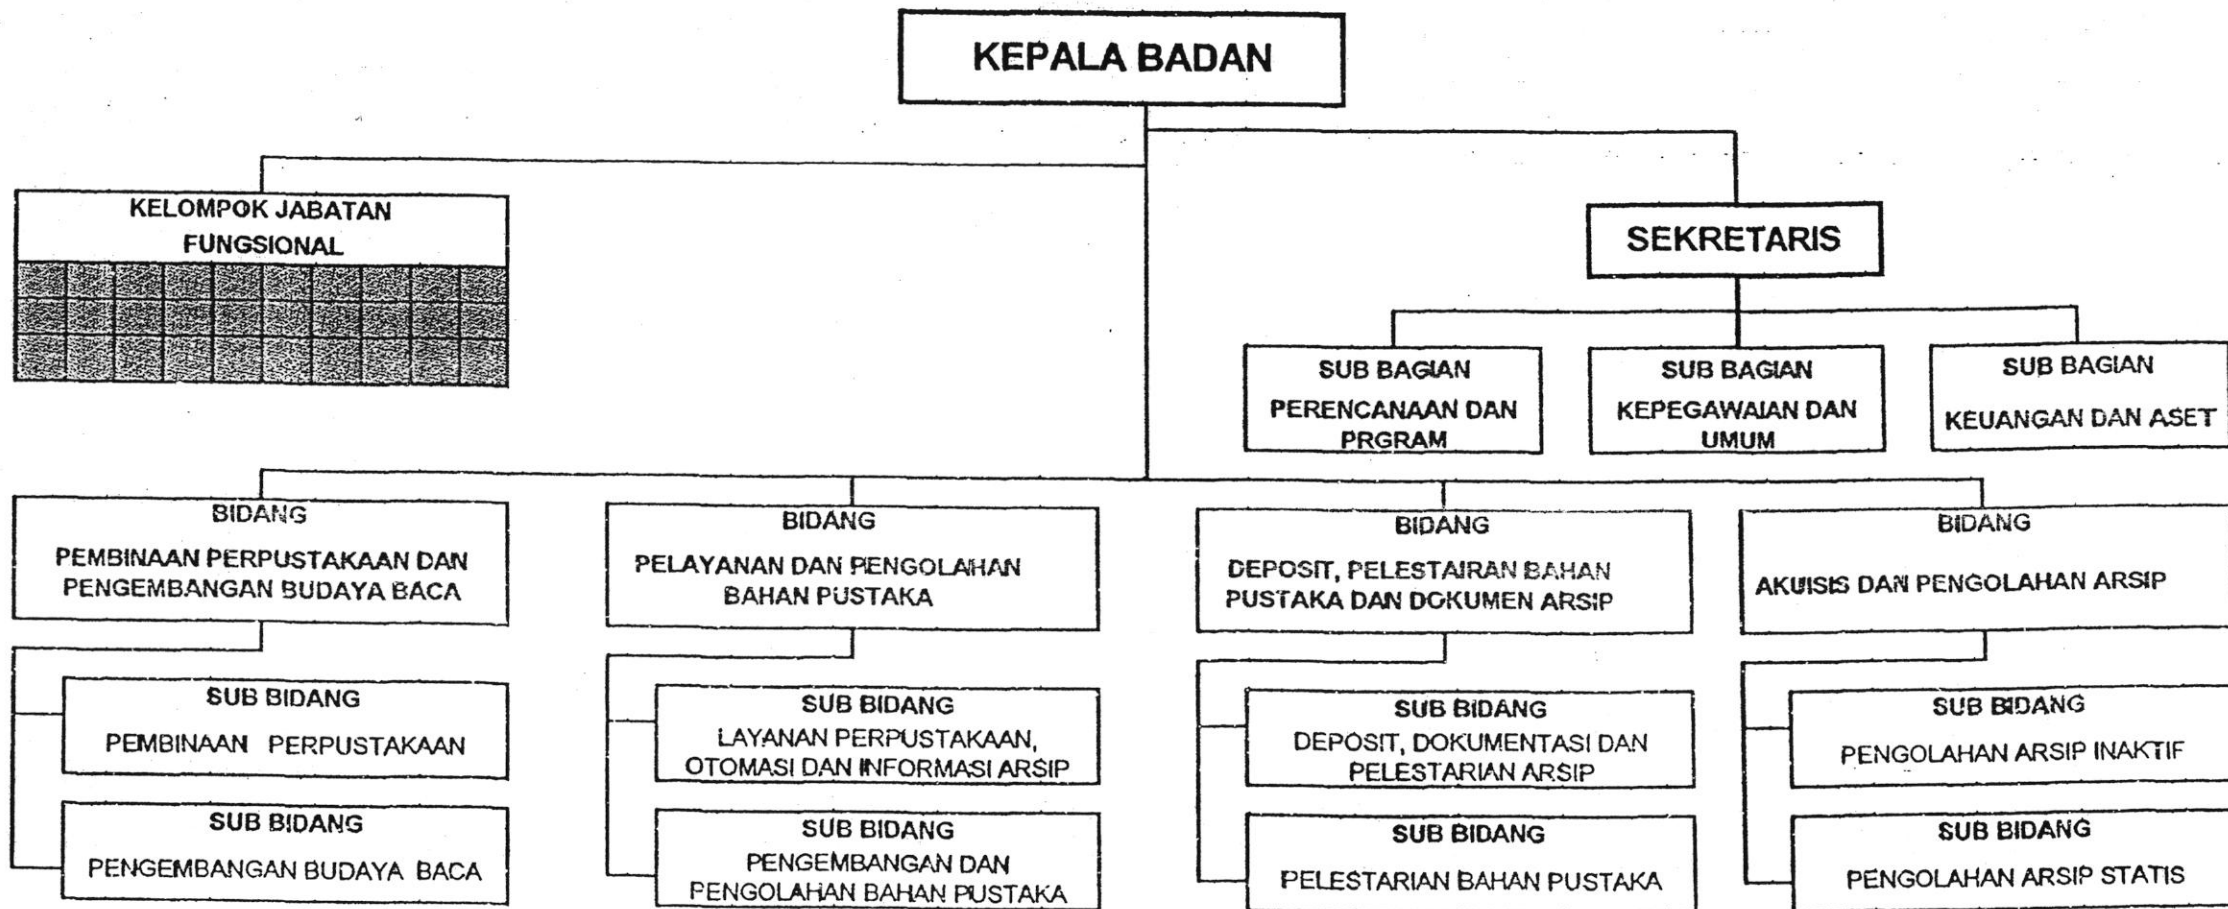 KEPALA BADAN
KELOMPOK JABATAN
FUNGSIONAL
SEKRETARIS
SUB BAGIAN
PERENCANAAN DAN
PRGRAM
SUB BAGIAN
KEPEGAWAIAN DAN
UMUM
SUB BAGIAN
KEUANGAN DAN ASET
BIDANG
PEMBINAAN PERPUSTAKAAN DAN
PENGEMBANGAN BUDAYA BACA
BIDANG
PELAYANAN DAN PENGOLAHAN
BAHAN PUSTAKA
BIDANG
DEPOSIT, PELESTAIRAN BAHAN
PUSTAKA DAN DOKUMEN ARSIP
BIDANG
AKUISIS DAN PENGOLAHAN ARSIP
SUB BIDANG
PEMBINAAN PERPUSTAKAAN
SUB BIDANG
LAYANAN PERPUSTAKAAN,
OTOMASI DAN INFORMASI ARSIP
SUB BIDANG
DEPOSIT, DOKUMENTASI DAN
PELESTARIAN ARSIP
SUB BIDANG
PENGOLAHAN ARSIP INAKTIF
SUB BIDANG
PENGEMBANGAN BUDAYA BACA
SUB BIDANG
PENGEMBANGAN DAN
PENGOLAHAN BAHAN PUSTAKA
SUB BIDANG
PELESTARIAN BAHAN PUSTAKA
SUB BIDANG
PENGOLAHAN ARSIP STATIS